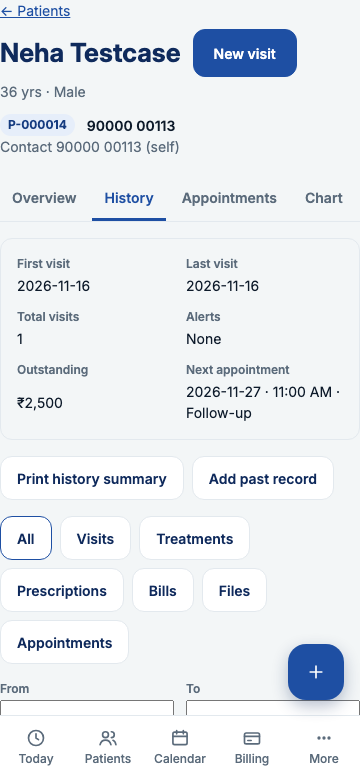 ← Patients
Neha Testcase New visit
36 yrs · Male
P-000014 90000 00113
Contact 90000 00113 (self)
Overview History Appointments Chart
First visit Last visit
2026-11-16 2026-11-16
Total visits Alerts
1 None
Outstanding Next appointment
₹2,500 2026-11-27 · 11:00 AM ·
Follow-up
Print history summary Add past record
All Visits Treatments
Prescriptions Bills Files
Appointments
+
From To
Today Patients Calendar Billing More